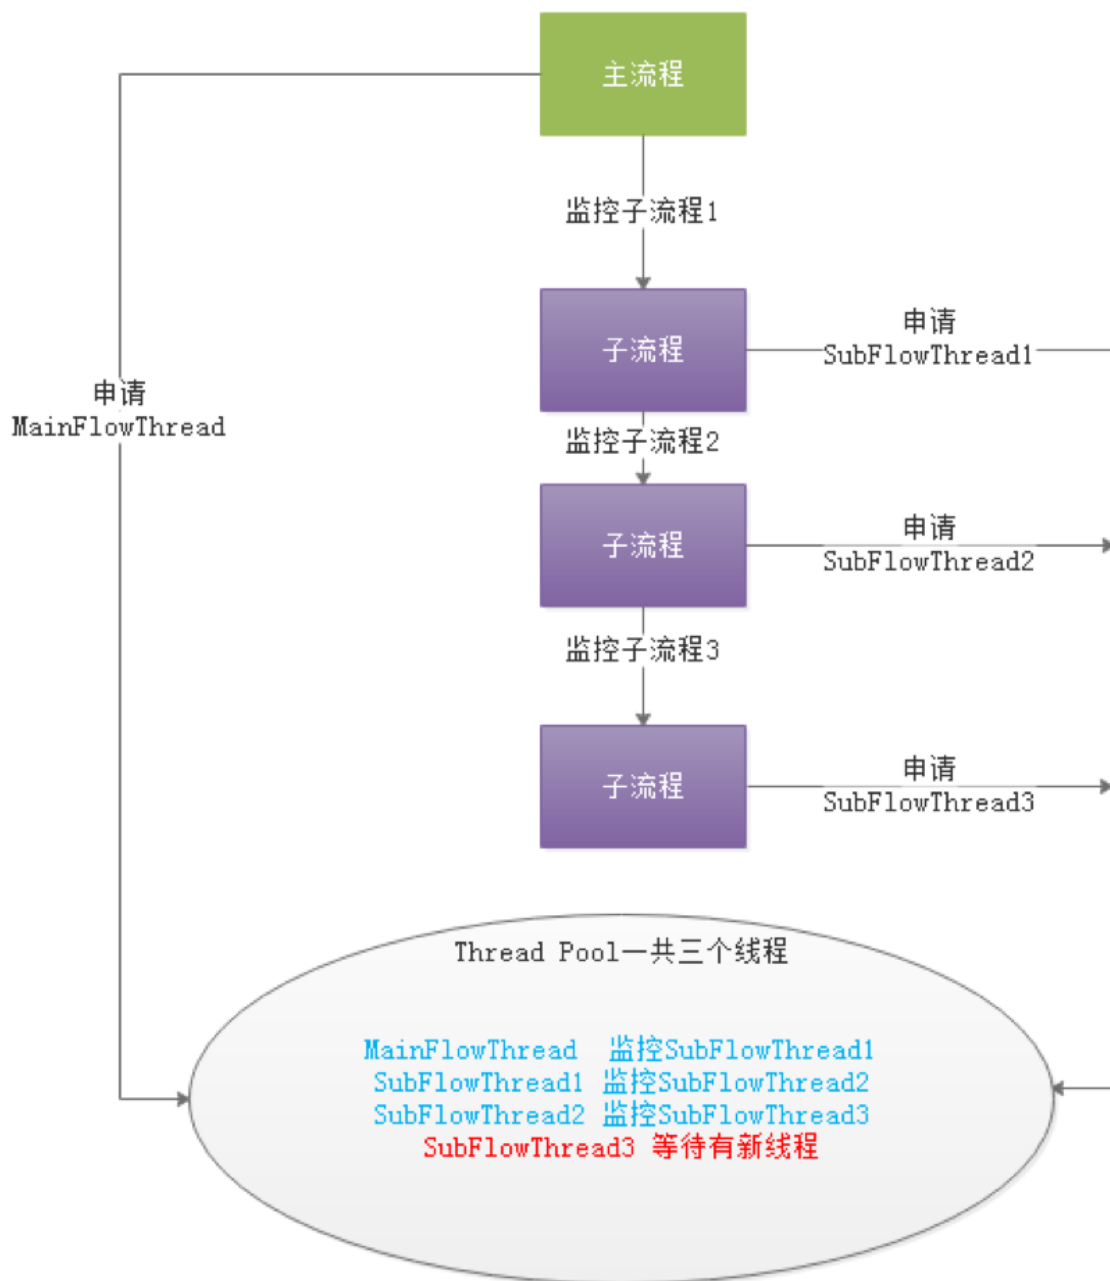 主流程
监控子流程1
子流程
申请
SubFlowThread1
申请
MainFlowThread
监控子流程2
子流程
申请
SubFlowThread2
监控子流程3
子流程
申请
SubFlowThread3
Thread Pool一共三个线程
MainFlowThread 监控SubFlowThread1
SubFlowThread1 监控SubFlowThread2
SubFlowThread2 监控SubFlowThread3
SubFlowThread3 等待有新线程